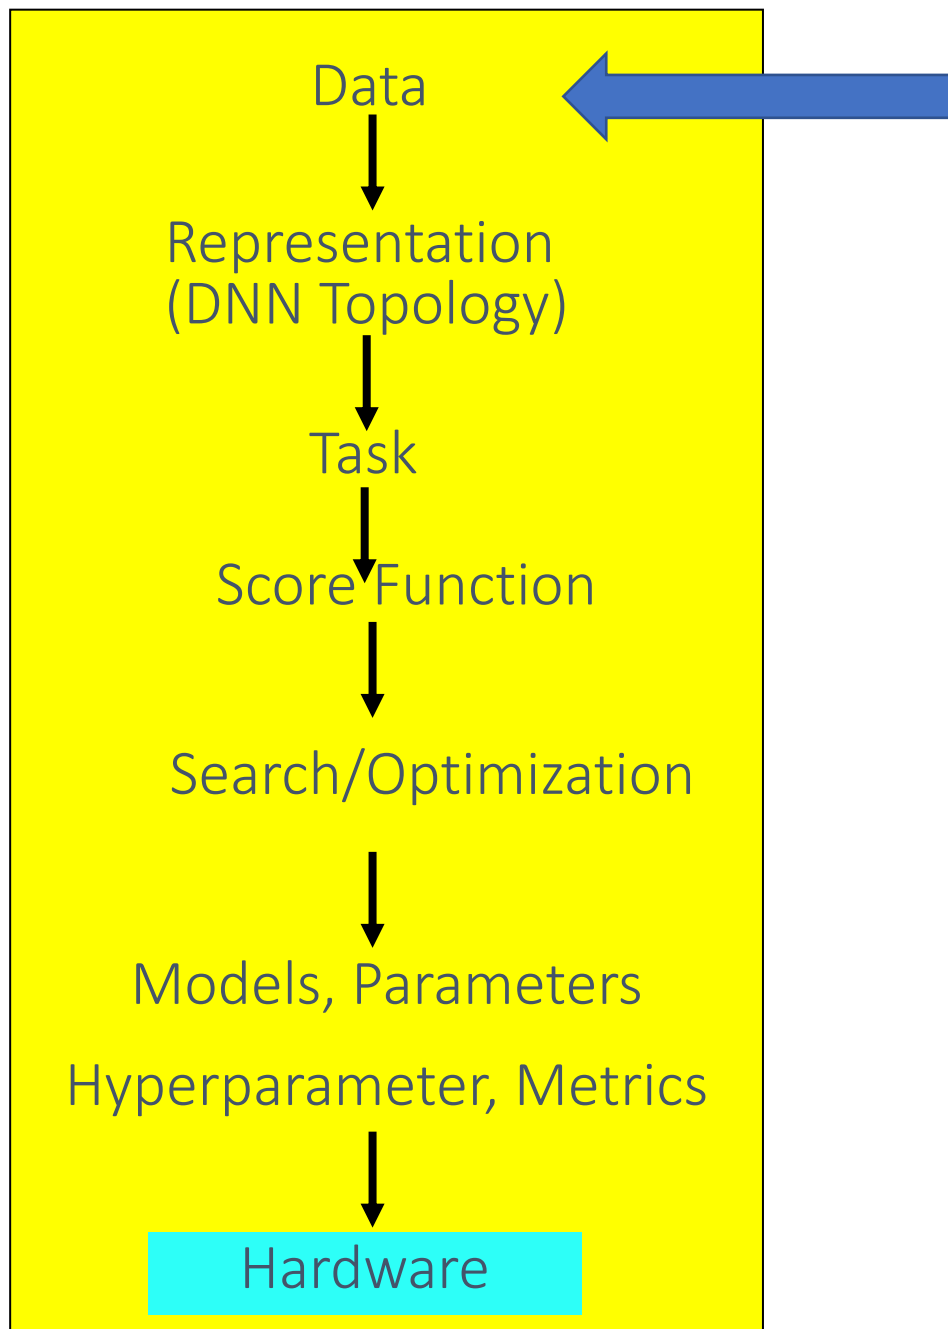 Data
Representation
(DNN Topology)
Task
Score Function
Search/Optimization
Models, Parameters
Hyperparameter, Metrics
Hardware